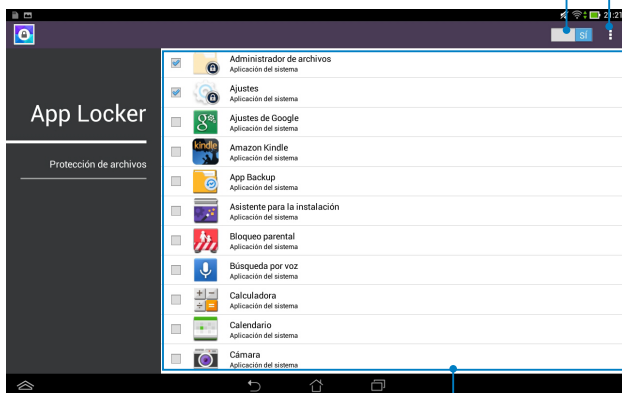 21:21
SÍ
App Locker
Protección de archivos
Administrador de archivos
Aplicación del sistema
Ajustes
Aplicación del sistema
Ajustes de Google
Aplicación del sistema
kindle
Amazon Kindle
Aplicación del sistema
App Backup
Aplicación del sistema
Asistente para la instalación
Aplicación del sistema
Bloqueo parental
Aplicación del sistema
Búsqueda por voz
Aplicación del sistema
Calculadora
Aplicación del sistema
Calendario
Aplicación del sistema
Cámara
Aplicación del sistema